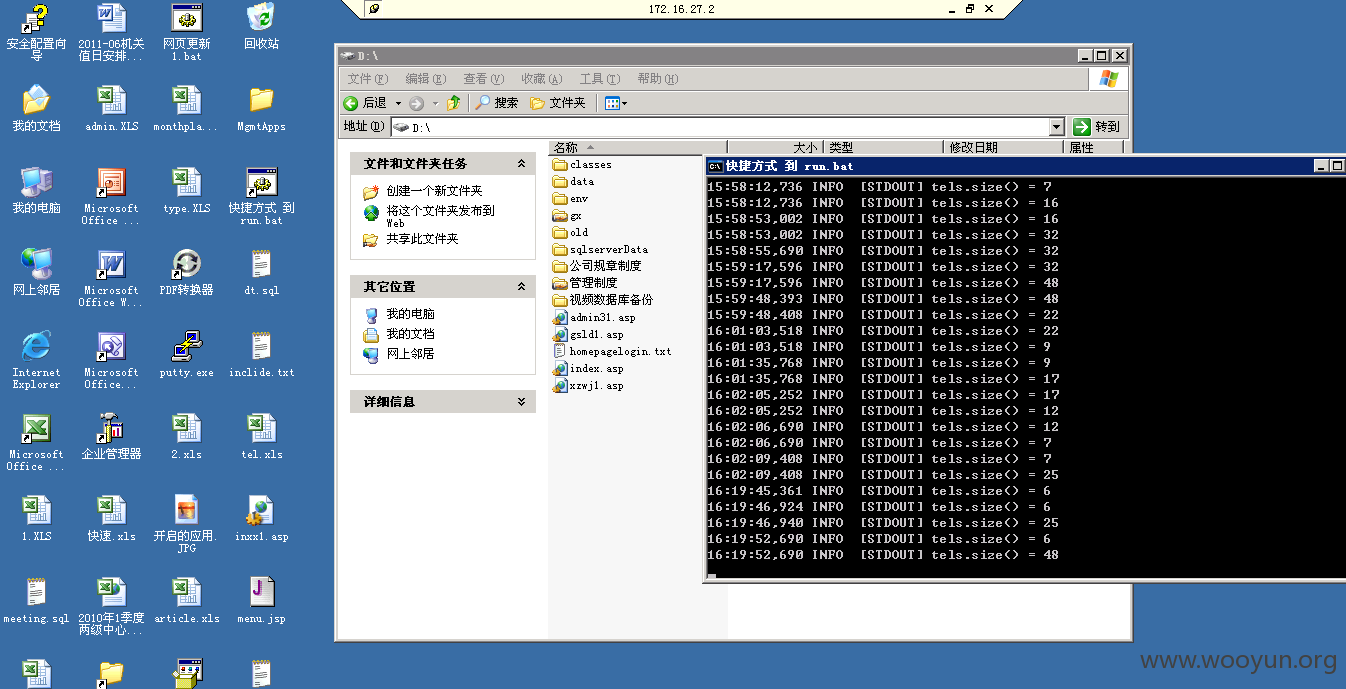 172.16.27.2
安全配置向
导
2011-06机关
值日安排...
网页更新
1.bat
回收站
我的文档
admin.XLS
monthpla...
MgmtApps
我的电脑
Microsoft
Office ...
type.XLS
快捷方式 到
run.bat
网上邻居
Microsoft
Office W...
PDF转换器
dt.sql
Internet
Explorer
Microsoft
Office...
putty.exe
inclide.txt
Microsoft
Office ...
企业管理器
2.xls
tel.xls
1.XLS
快速.xls
开启的应用.
JPG
inxx1.asp
meeting.sql
2010年1季度
两级中心...
article.xls
menu.jsp
D:\
文件(F) 编辑(E) 查看(V) 收藏(A) 工具(T) 帮助(H)
后退 搜索 文件夹
地址(D) D:\ 转到
文件和文件夹任务
创建一个新文件夹
将这个文件夹发布到
Web
共享此文件夹
其它位置
我的电脑
我的文档
网上邻居
详细信息
名称 大小 类型 修改日期 属性
classes
data
env
gx
old
sqlserverData
公司规章制度
管理制度
视频数据库备份
admin31.asp
gsld1.asp
homepagelogin.txt
index.asp
xzwj1.asp
快捷方式 到 run.bat
15:58:12,736 INFO [STDOUT] tels.size() = 7
15:58:12,736 INFO [STDOUT] tels.size() = 16
15:58:53,002 INFO [STDOUT] tels.size() = 16
15:58:53,002 INFO [STDOUT] tels.size() = 32
15:58:55,690 INFO [STDOUT] tels.size() = 32
15:59:17,596 INFO [STDOUT] tels.size() = 32
15:59:17,596 INFO [STDOUT] tels.size() = 48
15:59:48,393 INFO [STDOUT] tels.size() = 48
15:59:48,408 INFO [STDOUT] tels.size() = 22
16:01:03,518 INFO [STDOUT] tels.size() = 22
16:01:03,518 INFO [STDOUT] tels.size() = 9
16:01:35,768 INFO [STDOUT] tels.size() = 9
16:01:35,768 INFO [STDOUT] tels.size() = 17
16:02:05,252 INFO [STDOUT] tels.size() = 17
16:02:05,252 INFO [STDOUT] tels.size() = 12
16:02:06,690 INFO [STDOUT] tels.size() = 12
16:02:06,690 INFO [STDOUT] tels.size() = 7
16:02:09,408 INFO [STDOUT] tels.size() = 7
16:02:09,408 INFO [STDOUT] tels.size() = 25
16:19:45,361 INFO [STDOUT] tels.size() = 6
16:19:46,924 INFO [STDOUT] tels.size() = 6
16:19:46,940 INFO [STDOUT] tels.size() = 25
16:19:52,690 INFO [STDOUT] tels.size() = 6
16:19:52,690 INFO [STDOUT] tels.size() = 48
www.wooyun.org